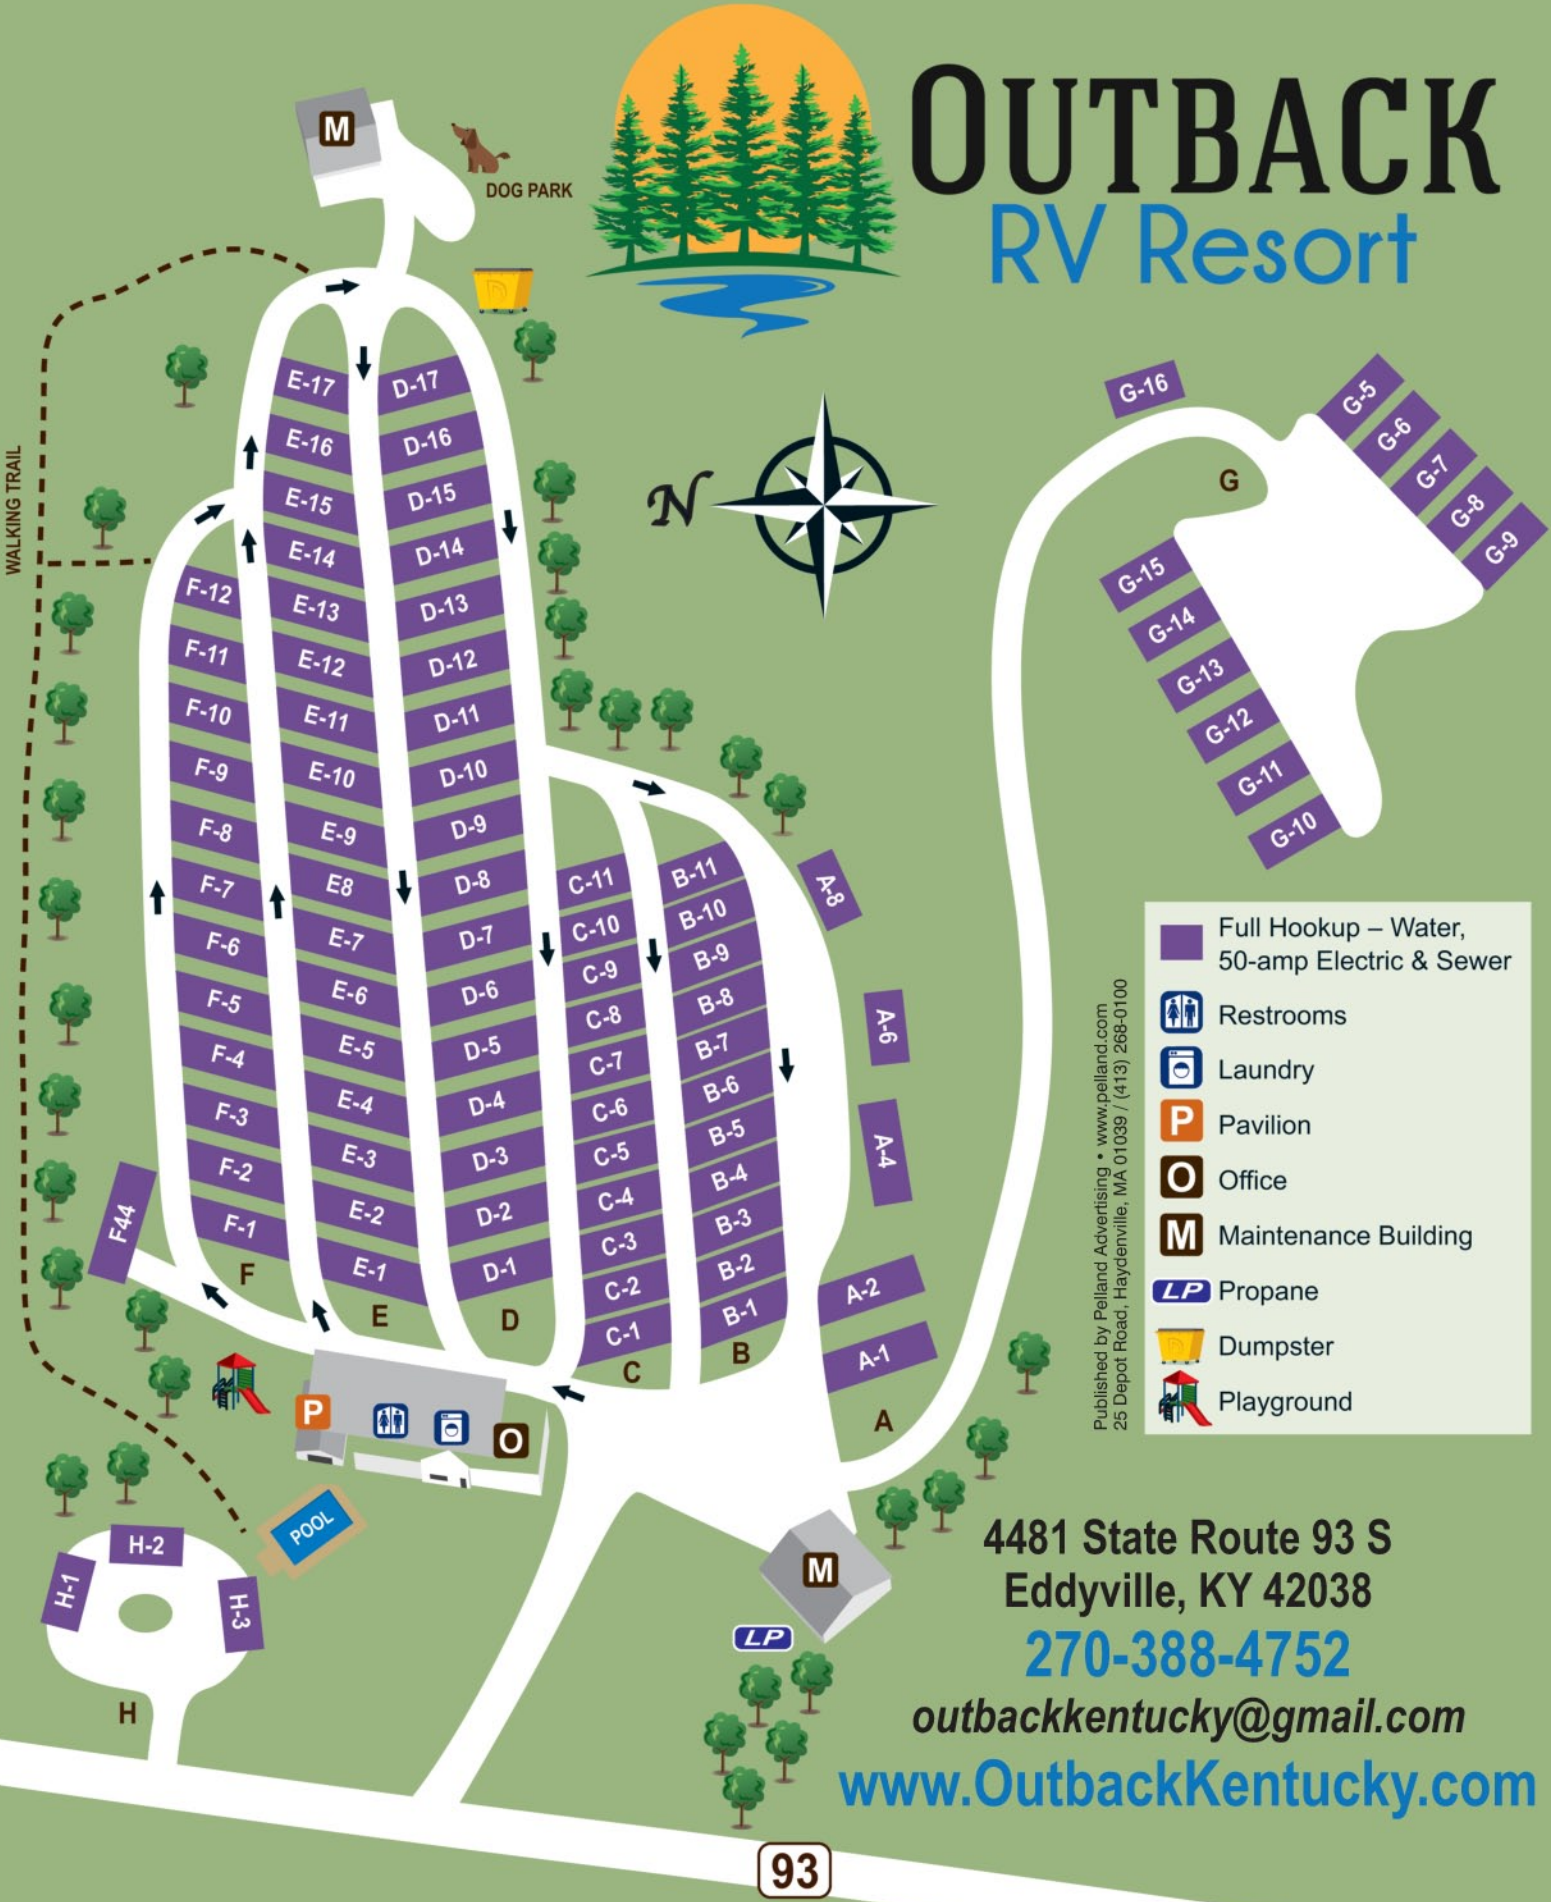 OUTBACK
RV Resort
M
DOG PARK
D
WALKING TRAIL
N
E-17
E-16
E-15
E-14
E-13
E-12
E-11
E-10
E-9
E8
E-7
E-6
E-5
E-4
E-3
E-2
E-1
E
D-17
D-16
D-15
D-14
D-13
D-12
D-11
D-10
D-9
D-8
D-7
D-6
D-5
D-4
D-3
D-2
D-1
D
F-12
F-11
F-10
F-9
F-8
F-7
F-6
F-5
F-4
F-3
F-2
F-1
F
F44
C-11
C-10
C-9
C-8
C-7
C-6
C-5
C-4
C-3
C-2
C-1
C
B-11
B-10
B-9
B-8
B-7
B-6
B-5
B-4
B-3
B-2
B-1
B
A-8
A-6
A-4
A-2
A-1
A
G-16
G-5
G-6
G-7
G-8
G-9
G
G-15
G-14
G-13
G-12
G-11
G-10
P
O
POOL
H-1
H-2
H-3
H
M
LP
93
Full Hookup – Water,
50-amp Electric & Sewer
Restrooms
Laundry
P Pavilion
O Office
M Maintenance Building
LP Propane
D Dumpster
Playground
Published by Pelland Advertising • www.pelland.com
25 Depot Road, Haydenville, MA 01039 / (413) 268-0100
4481 State Route 93 S
Eddyville, KY 42038
270-388-4752
outbackkentucky@gmail.com
www.OutbackKentucky.com